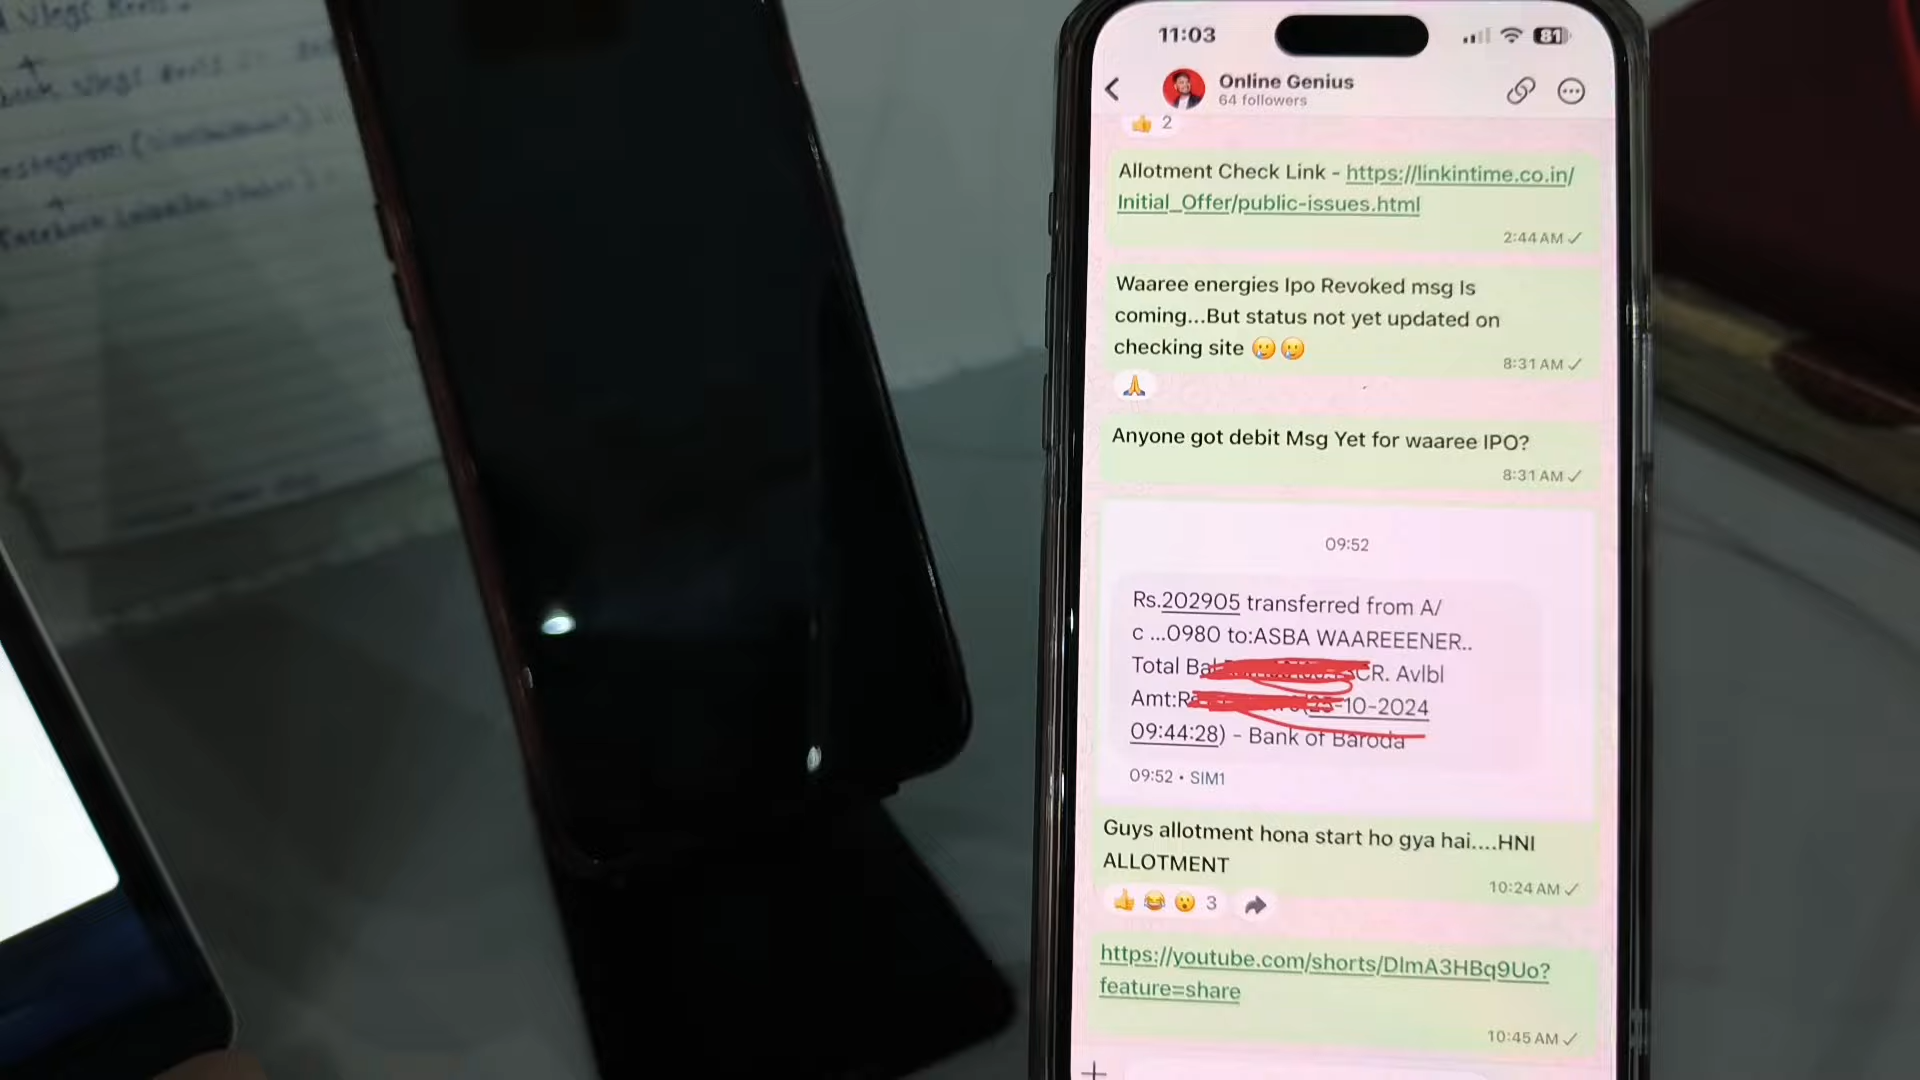 Vlogs Reels
+
Vlogs Reels
+
11:03
81
Online Genius
64 followers
2
Allotment Check Link - https://linkintime.co.in/
Initial_Offer/public-issues.html
2:44 AM
Waaree energies Ipo Revoked msg Is
coming...But status not yet updated on
checking site
8:31 AM
Anyone got debit Msg Yet for waaree IPO?
8:31 AM
09:52
Rs.202905 transferred from A/
c ...0980 to:ASBA WAAREEENER..
Total Bal CR. Avlbl
Amt:R -10-2024
09:44:28) - Bank of Baroda
09:52 • SIM1
Guys allotment hona start ho gya hai....HNI
ALLOTMENT
10:24 AM
3
https://youtube.com/shorts/DlmA3HBq9Uo?
feature=share
10:45 AM
+